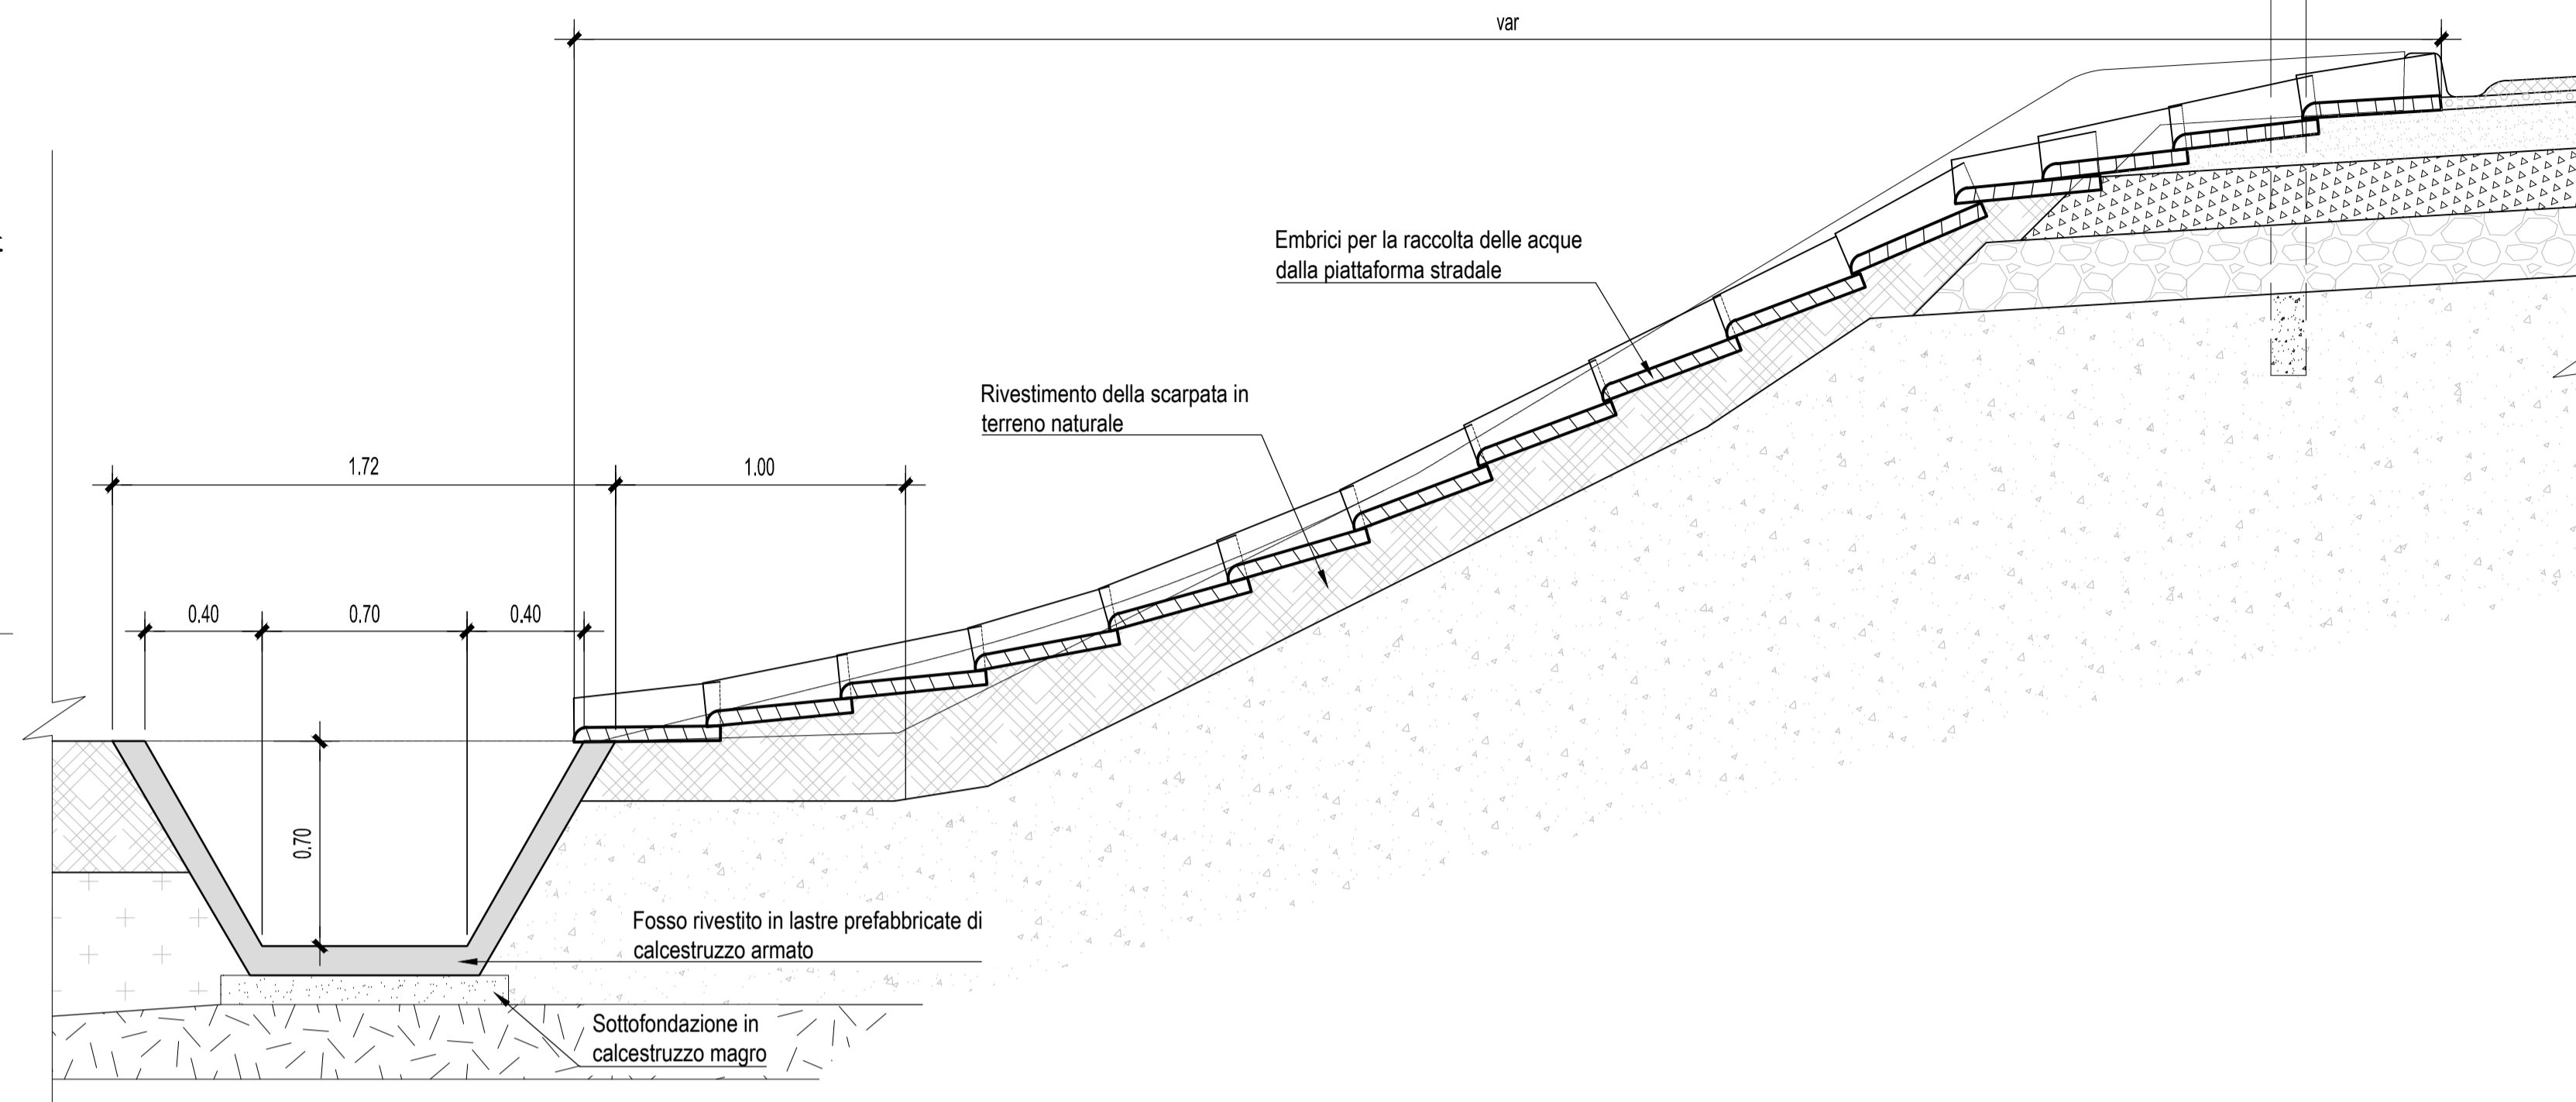 var
Embrici per la raccolta delle acque
dalla piattaforma stradale
Rivestimento della scarpata in
terreno naturale
1.72
1.00
0.40
0.70
0.40
0.70
Fosso rivestito in lastre prefabbricate di
calcestruzzo armato
Sottofondazione in
calcestruzzo magro